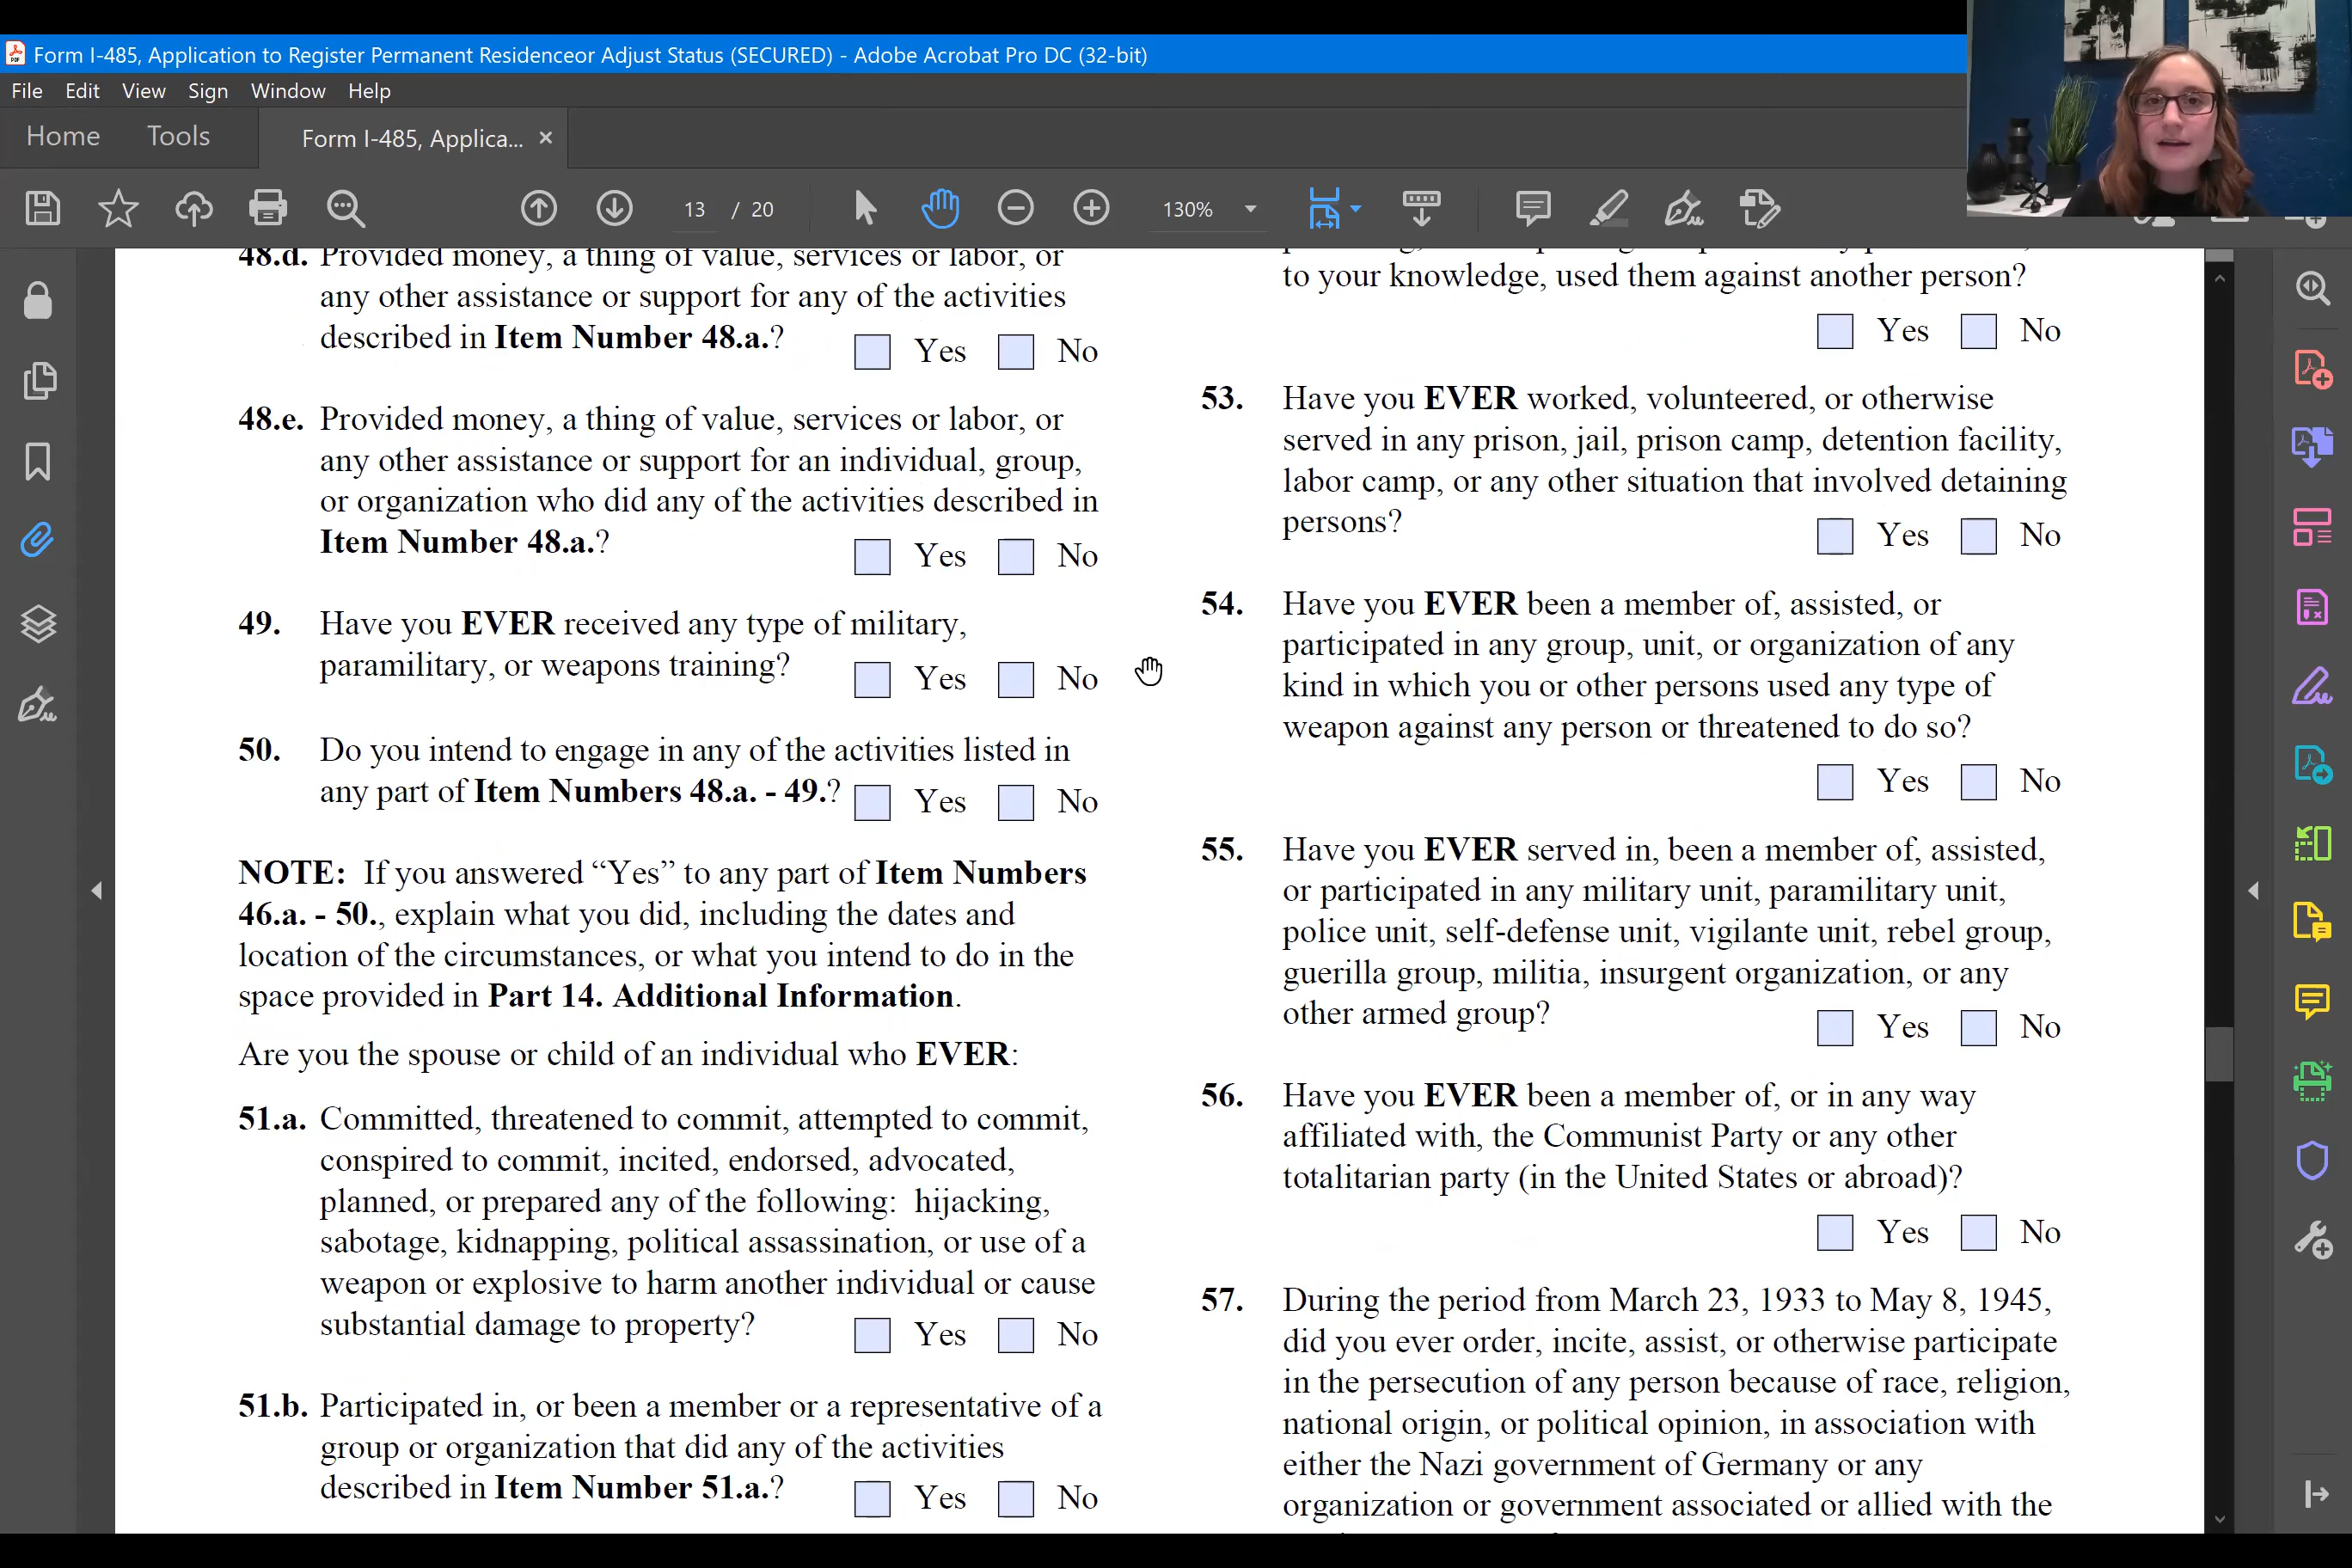 Form I-485, Application to Register Permanent Residenceor Adjust Status (SECURED) - Adobe Acrobat Pro DC (32-bit)
File Edit View Sign Window Help
Home Tools Form I-485, Applica... ×
13 / 20 130%
48.d. Provided money, a thing of value, services or labor, or
any other assistance or support for any of the activities
described in Item Number 48.a.? Yes No
48.e. Provided money, a thing of value, services or labor, or
any other assistance or support for an individual, group,
or organization who did any of the activities described in
Item Number 48.a.? Yes No
49. Have you EVER received any type of military,
paramilitary, or weapons training? Yes No
50. Do you intend to engage in any of the activities listed in
any part of Item Numbers 48.a. - 49.? Yes No
NOTE: If you answered “Yes” to any part of Item Numbers
46.a. - 50., explain what you did, including the dates and
location of the circumstances, or what you intend to do in the
space provided in Part 14. Additional Information.
Are you the spouse or child of an individual who EVER:
51.a. Committed, threatened to commit, attempted to commit,
conspired to commit, incited, endorsed, advocated,
planned, or prepared any of the following: hijacking,
sabotage, kidnapping, political assassination, or use of a
weapon or explosive to harm another individual or cause
substantial damage to property? Yes No
51.b. Participated in, or been a member or a representative of a
group or organization that did any of the activities
described in Item Number 51.a.? Yes No
to your knowledge, used them against another person?
Yes No
53. Have you EVER worked, volunteered, or otherwise
served in any prison, jail, prison camp, detention facility,
labor camp, or any other situation that involved detaining
persons? Yes No
54. Have you EVER been a member of, assisted, or
participated in any group, unit, or organization of any
kind in which you or other persons used any type of
weapon against any person or threatened to do so?
Yes No
55. Have you EVER served in, been a member of, assisted,
or participated in any military unit, paramilitary unit,
police unit, self-defense unit, vigilante unit, rebel group,
guerilla group, militia, insurgent organization, or any
other armed group? Yes No
56. Have you EVER been a member of, or in any way
affiliated with, the Communist Party or any other
totalitarian party (in the United States or abroad)?
Yes No
57. During the period from March 23, 1933 to May 8, 1945,
did you ever order, incite, assist, or otherwise participate
in the persecution of any person because of race, religion,
national origin, or political opinion, in association with
either the Nazi government of Germany or any
organization or government associated or allied with the